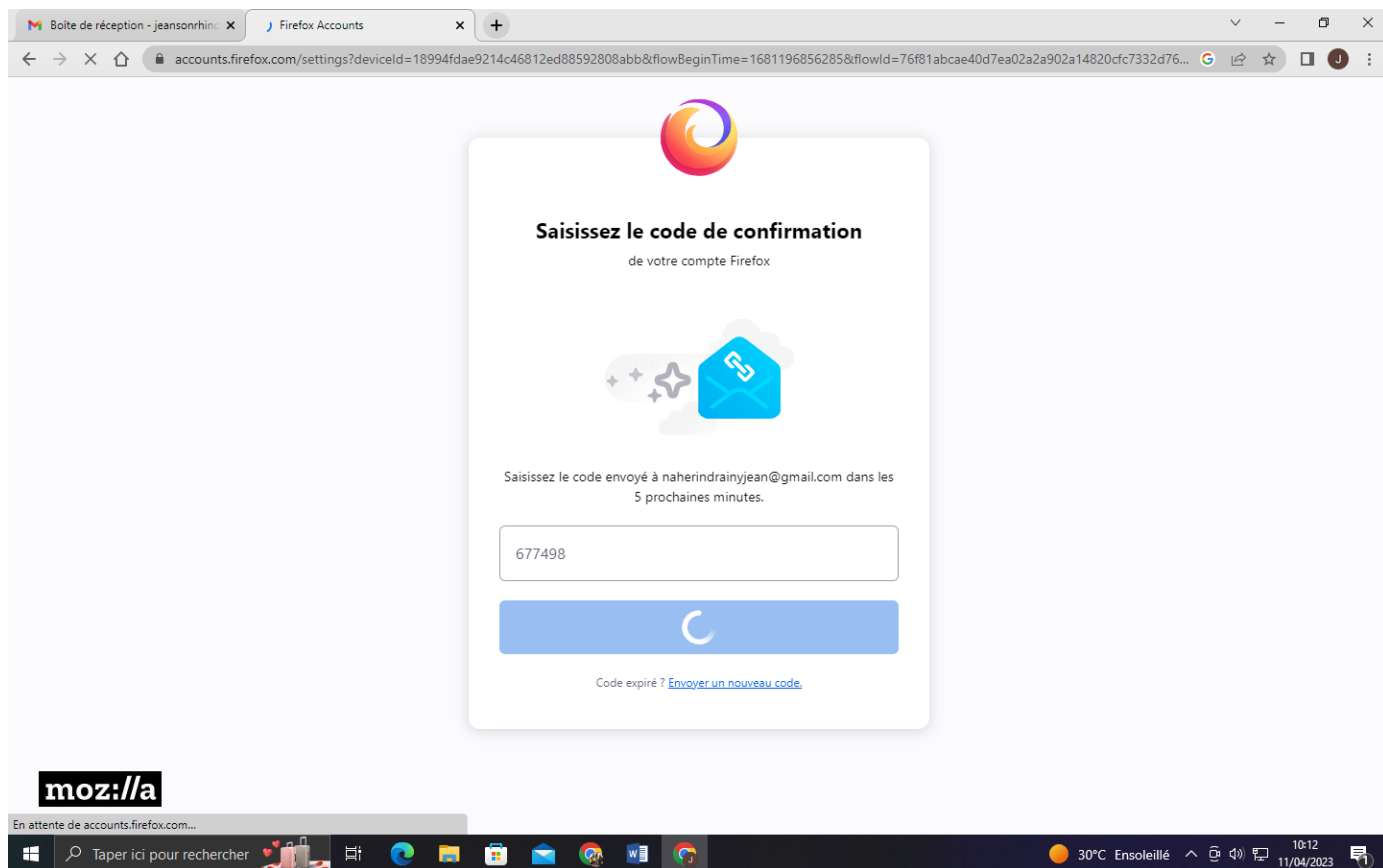 Boîte de réception - jeansonrhinc
Firefox Accounts
accounts.firefox.com/settings?deviceId=18994fdae9214c46812ed88592808abb&flowBeginTime=1681196856285&flowId=76f81abcae40d7ea02a2a902a14820cfc7332d76...
J
Saisissez le code de confirmation
de votre compte Firefox
Saisissez le code envoyé à naherindrainyjean@gmail.com dans les
5 prochaines minutes.
677498
Code expiré ? Envoyer un nouveau code.
moz://a
En attente de accounts.firefox.com...
Taper ici pour rechercher
30°C Ensoleillé
10:12
11/04/2023
1